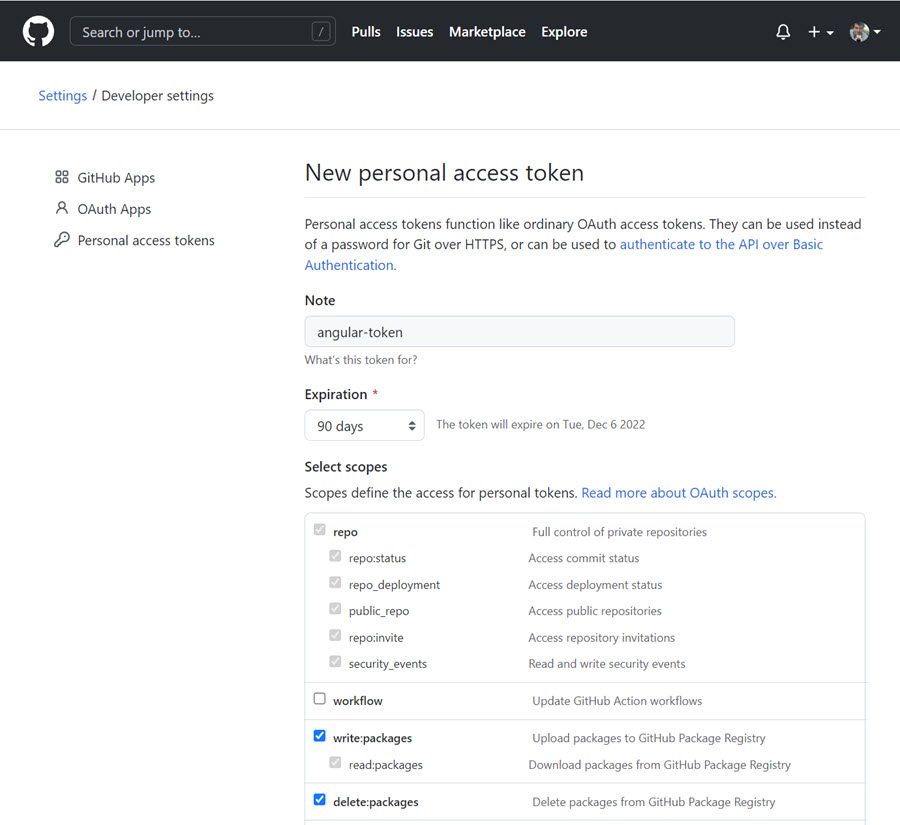 Search or jump to... / Pulls Issues Marketplace Explore
Settings / Developer settings
GitHub Apps
OAuth Apps
Personal access tokens
New personal access token
Personal access tokens function like ordinary OAuth access tokens. They can be used instead
of a password for Git over HTTPS, or can be used to authenticate to the API over Basic
Authentication.
Note
angular-token
What's this token for?
Expiration *
90 days The token will expire on Tue, Dec 6 2022
Select scopes
Scopes define the access for personal tokens. Read more about OAuth scopes.
repo Full control of private repositories
repo:status Access commit status
repo_deployment Access deployment status
public_repo Access public repositories
repo:invite Access repository invitations
security_events Read and write security events
workflow Update GitHub Action workflows
write:packages Upload packages to GitHub Package Registry
read:packages Download packages from GitHub Package Registry
delete:packages Delete packages from GitHub Package Registry